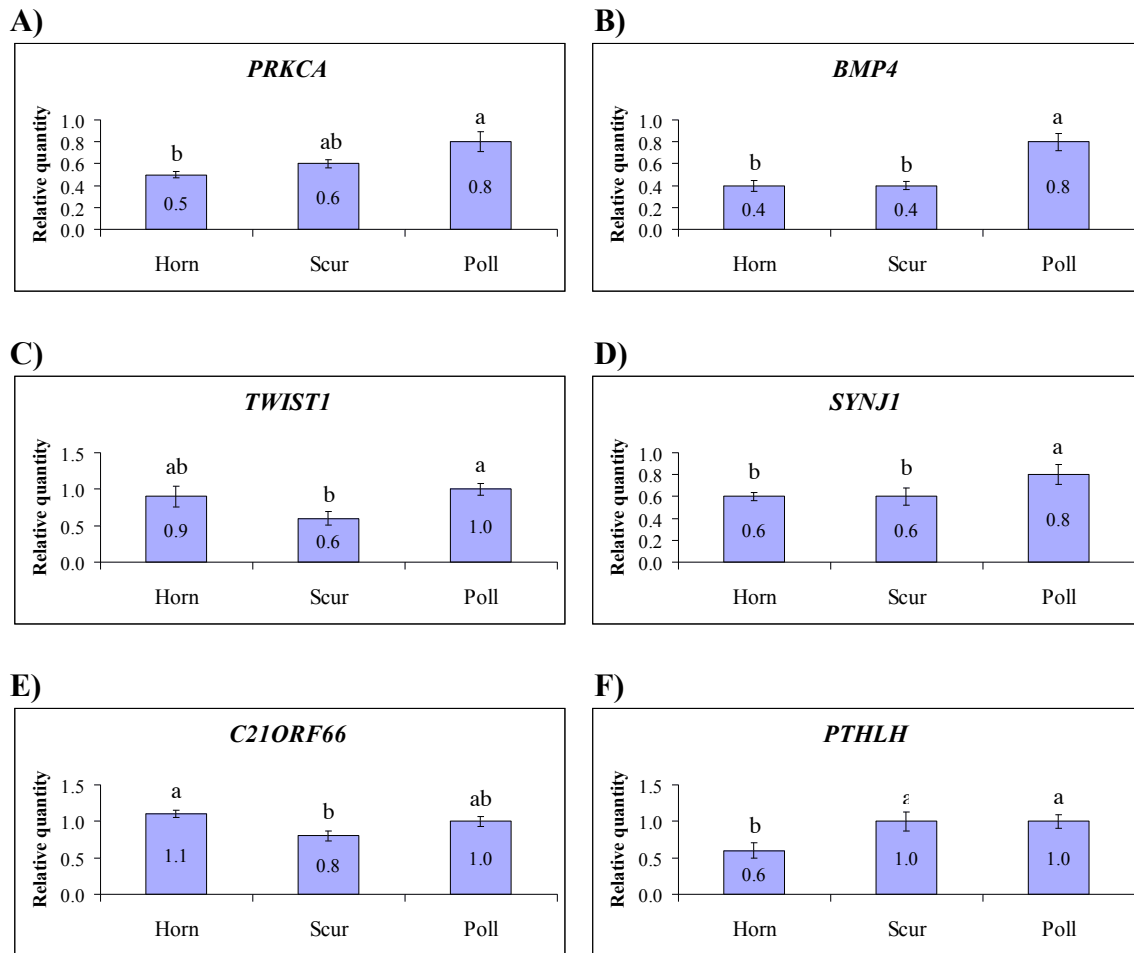 A)
PRKCA
Relative quantity
1.0
0.8
0.6
0.4
0.2
0.0
b
ab
a
0.5
0.6
0.8
Horn Scur Poll
B)
BMP4
Relative quantity
1.0
0.8
0.6
0.4
0.2
0.0
b
b
a
0.4
0.4
0.8
Horn Scur Poll
C)
TWIST1
Relative quantity
1.5
1.0
0.5
0.0
ab
b
a
0.9
0.6
1.0
Horn Scur Poll
D)
SYNJ1
Relative quantity
1.0
0.8
0.6
0.4
0.2
0.0
b
b
a
0.6
0.6
0.8
Horn Scur Poll
E)
C21ORF66
Relative quantity
1.5
1.0
0.5
0.0
a
b
ab
1.1
0.8
1.0
Horn Scur Poll
F)
PTHLH
Relative quantity
1.5
1.0
0.5
0.0
b
a
a
0.6
1.0
1.0
Horn Scur Poll